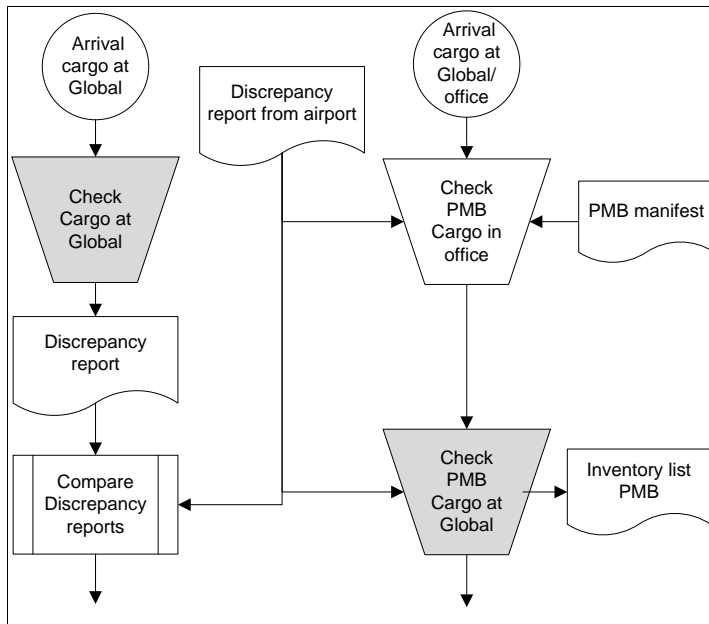 Arrival
cargo at
Global
Discrepancy
report from airport
Arrival
cargo at
Global/
office
Check
Cargo at
Global
Check
PMB
Cargo in
office
PMB manifest
Discrepancy
report
Compare
Discrepancy
reports
Check
PMB
Cargo at
Global
Inventory list
PMB